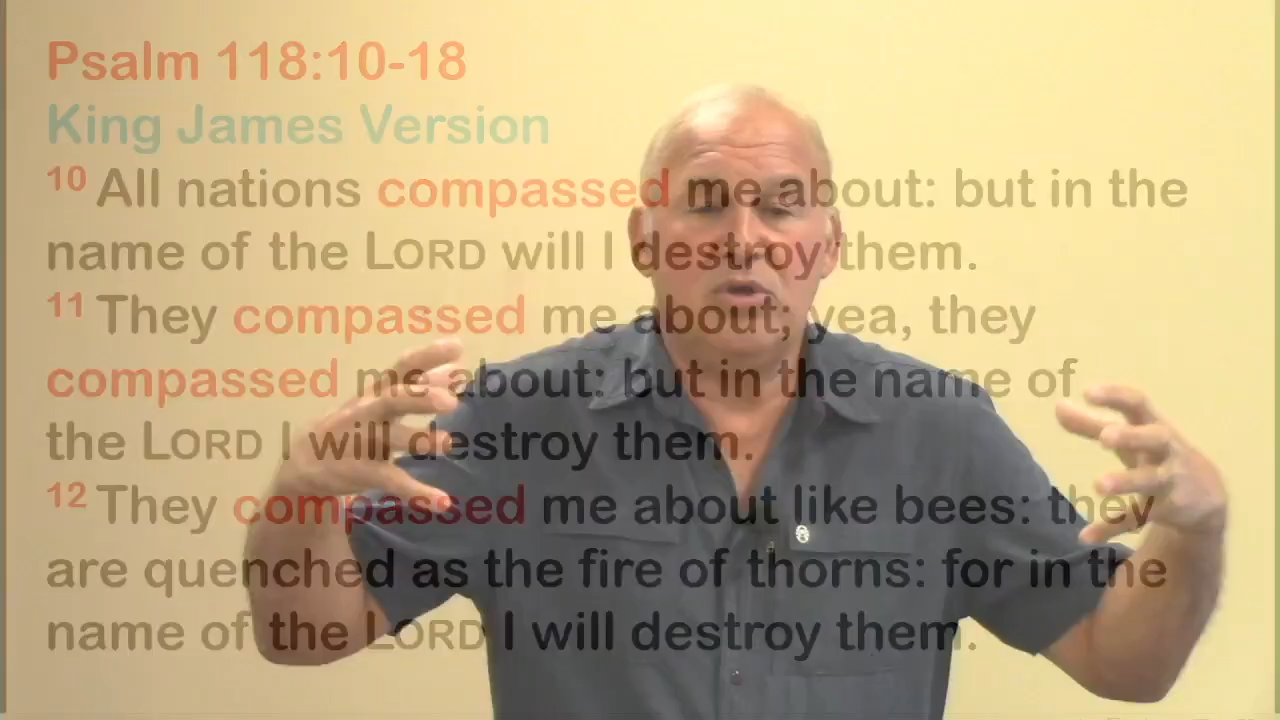 Psalm 118:10-18
King James Version
10 All nations compassed me about: but in the
name of the LORD will I destroy them.
11 They compassed me about; yea, they
compassed me about: but in the name of
the LORD I will destroy them.
12 They compassed me about like bees: they
are quenched as the fire of thorns: for in the
name of the LORD I will destroy them.